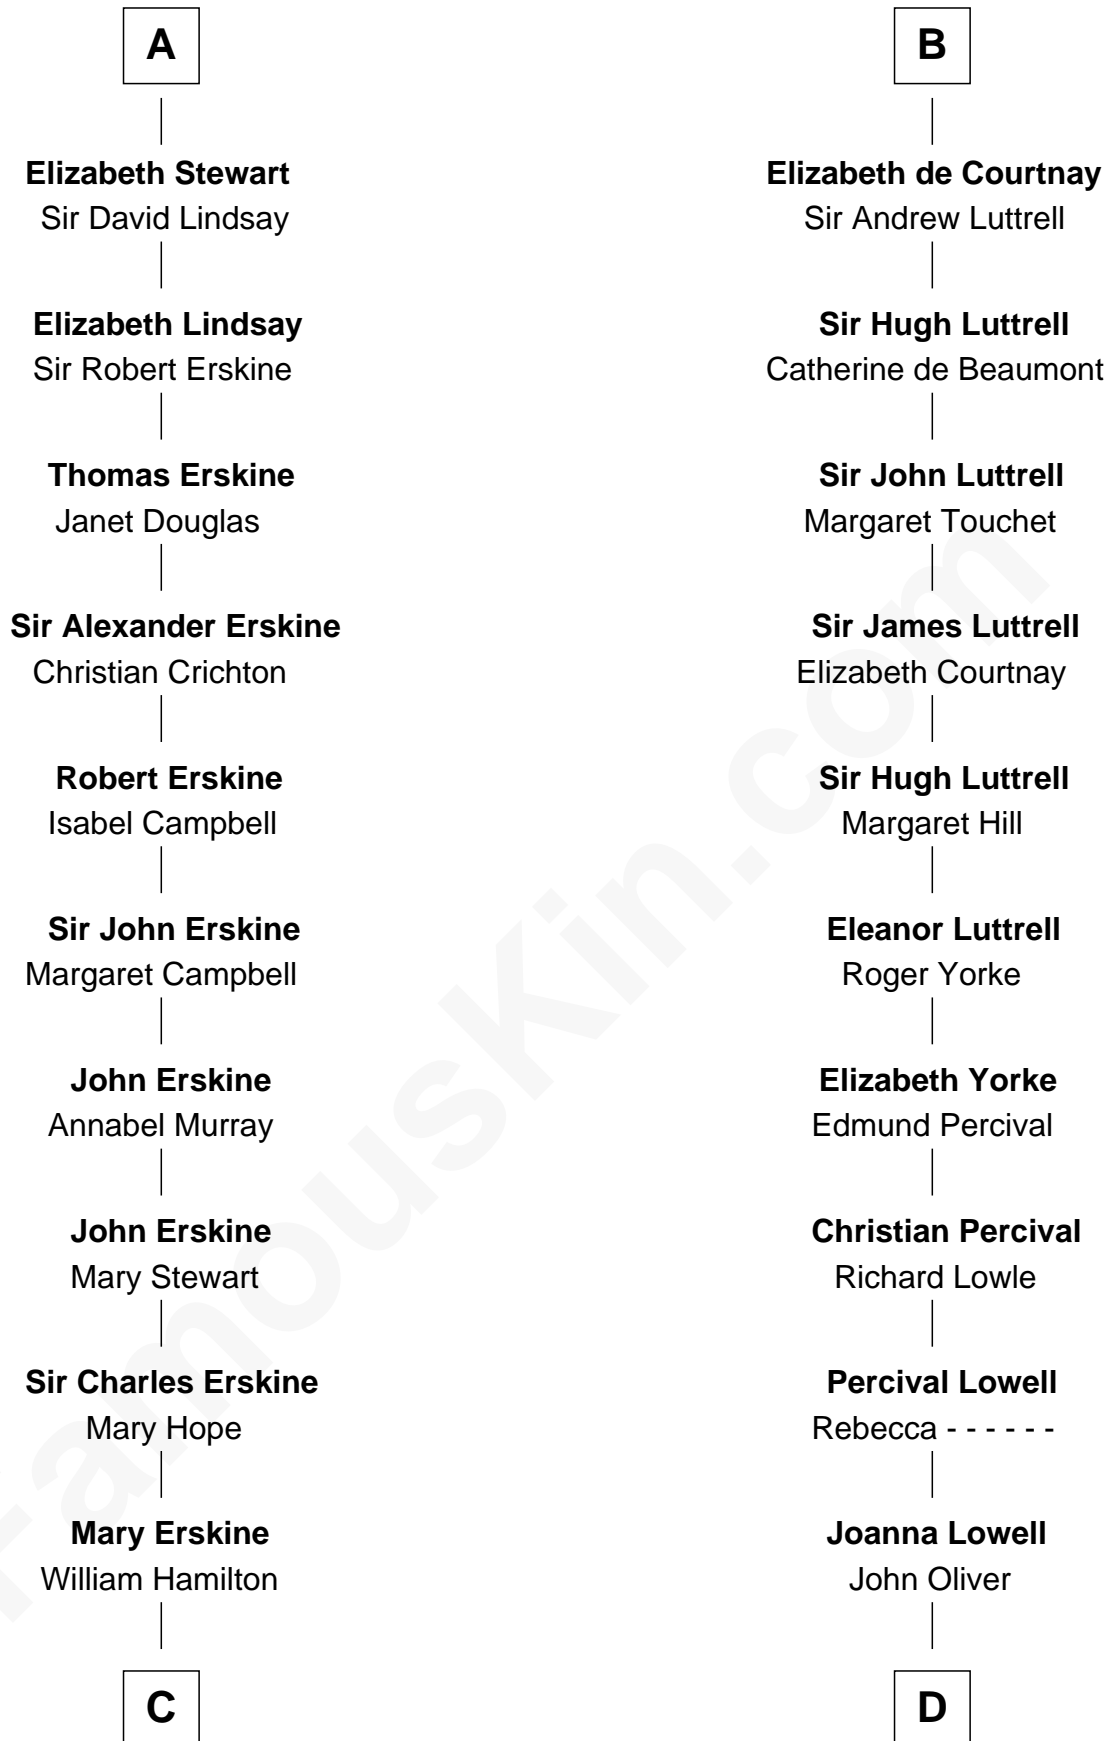 A
Elizabeth Stewart
Sir David Lindsay
Elizabeth Lindsay
Sir Robert Erskine
Thomas Erskine
Janet Douglas
Sir Alexander Erskine
Christian Crichton
Robert Erskine
Isabel Campbell
Sir John Erskine
Margaret Campbell
John Erskine
Annabel Murray
John Erskine
Mary Stewart
Sir Charles Erskine
Mary Hope
Mary Erskine
William Hamilton
C
B
Elizabeth de Courtnay
Sir Andrew Luttrell
Sir Hugh Luttrell
Catherine de Beaumont
Sir John Luttrell
Margaret Touchet
Sir James Luttrell
Elizabeth Courtnay
Sir Hugh Luttrell
Margaret Hill
Eleanor Luttrell
Roger Yorke
Elizabeth Yorke
Edmund Percival
Christian Percival
Richard Lowle
Percival Lowell
Rebecca - - - - - -
Joanna Lowell
John Oliver
D
FamousKin.com